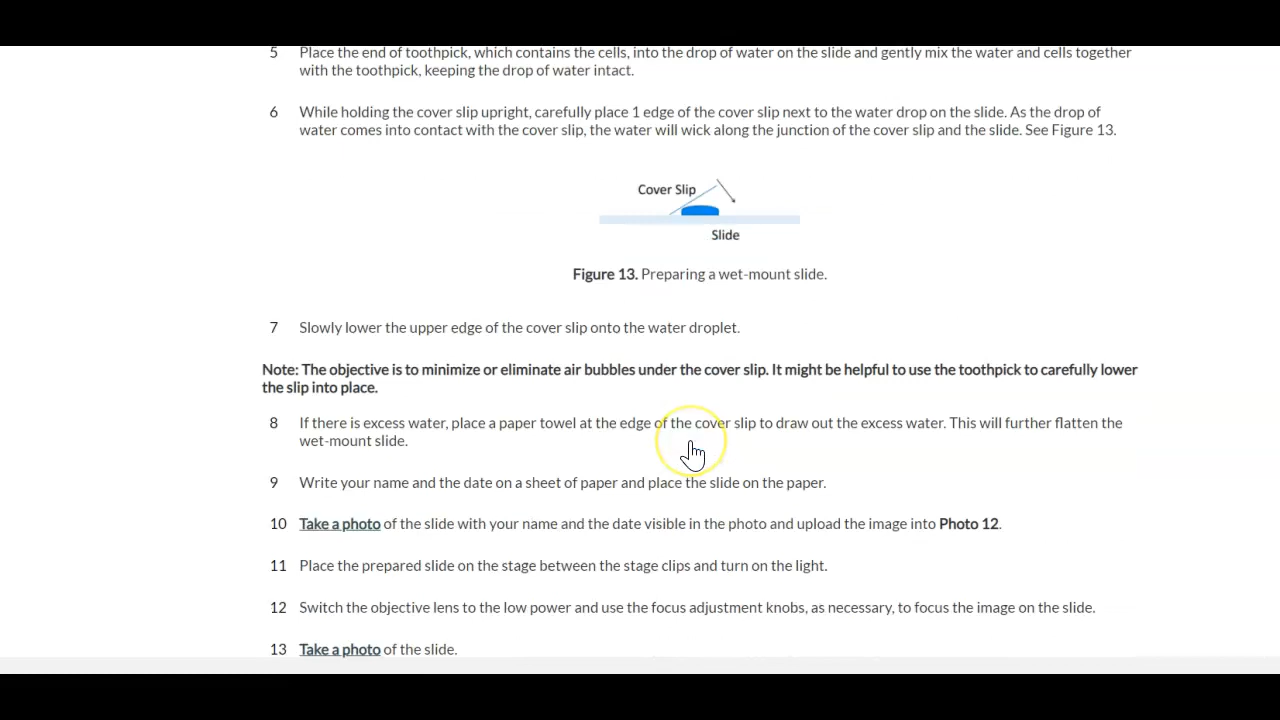 5 Place the end of toothpick, which contains the cells, into the drop of water on the slide and gently mix the water and cells together
with the toothpick, keeping the drop of water intact.
6 While holding the cover slip upright, carefully place 1 edge of the cover slip next to the water drop on the slide. As the drop of
water comes into contact with the cover slip, the water will wick along the junction of the cover slip and the slide. See Figure 13.
Cover Slip
Slide
Figure 13. Preparing a wet-mount slide.
7 Slowly lower the upper edge of the cover slip onto the water droplet.
Note: The objective is to minimize or eliminate air bubbles under the cover slip. It might be helpful to use the toothpick to carefully lower
the slip into place.
8 If there is excess water, place a paper towel at the edge of the cover slip to draw out the excess water. This will further flatten the
wet-mount slide.
9 Write your name and the date on a sheet of paper and place the slide on the paper.
10 Take a photo of the slide with your name and the date visible in the photo and upload the image into Photo 12.
11 Place the prepared slide on the stage between the stage clips and turn on the light.
12 Switch the objective lens to the low power and use the focus adjustment knobs, as necessary, to focus the image on the slide.
13 Take a photo of the slide.